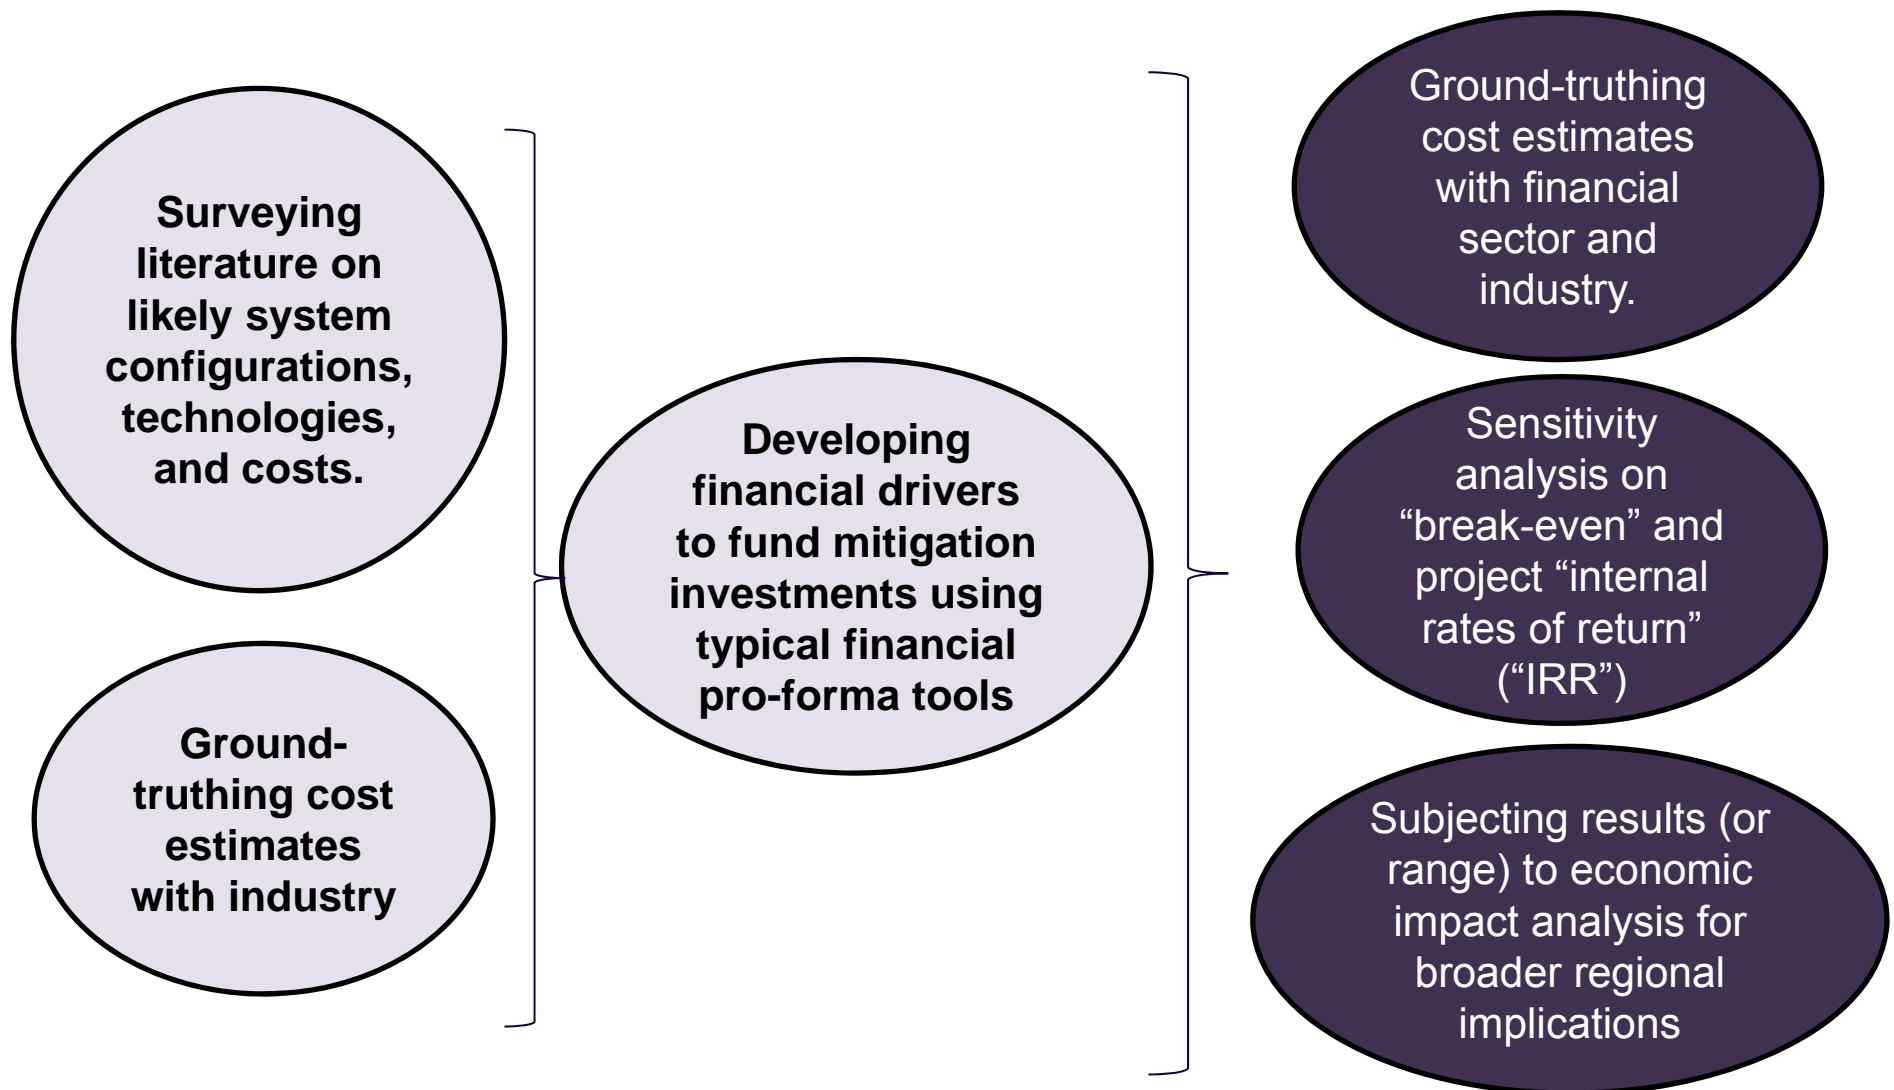 Surveying
literature on
likely system
configurations,
technologies,
and costs.
Ground-
truthing cost
estimates
with industry
Developing
financial drivers
to fund mitigation
investments using
typical financial
pro-forma tools
Ground-truthing
cost estimates
with financial
sector and
industry.
Sensitivity
analysis on
“break-even” and
project “internal
rates of return”
(“IRR”)
Subjecting results (or
range) to economic
impact analysis for
broader regional
implications